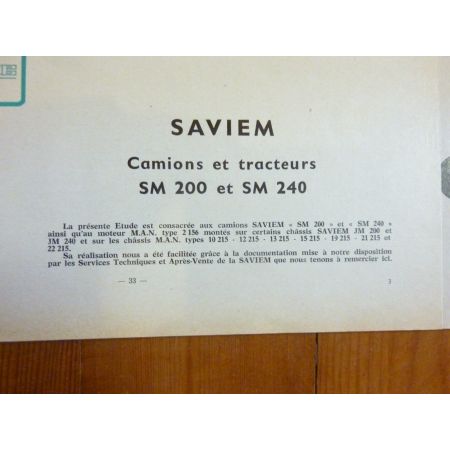 SAVIEM
Camions et tracteurs
SM 200 et SM 240
La présente Etude est consacrée aux camions SAVIEM « SM 200 » et « SM 240 »
ainsi qu'au moteur M.A.N. type 2 156 montés sur certains châssis SAVIEM JM 200 et
JM 240 et sur les châssis M.A.N. types 10 215 - 12 215 - 13 215 - 15 215 - 19 215 - 21 215 et
22 215.
Sa réalisation nous a été facilitée grâce à la documentation mise à notre disposition
par les Services Techniques et Après-Vente de la SAVIEM que nous tenons à remercier ici.
— 33 —
3